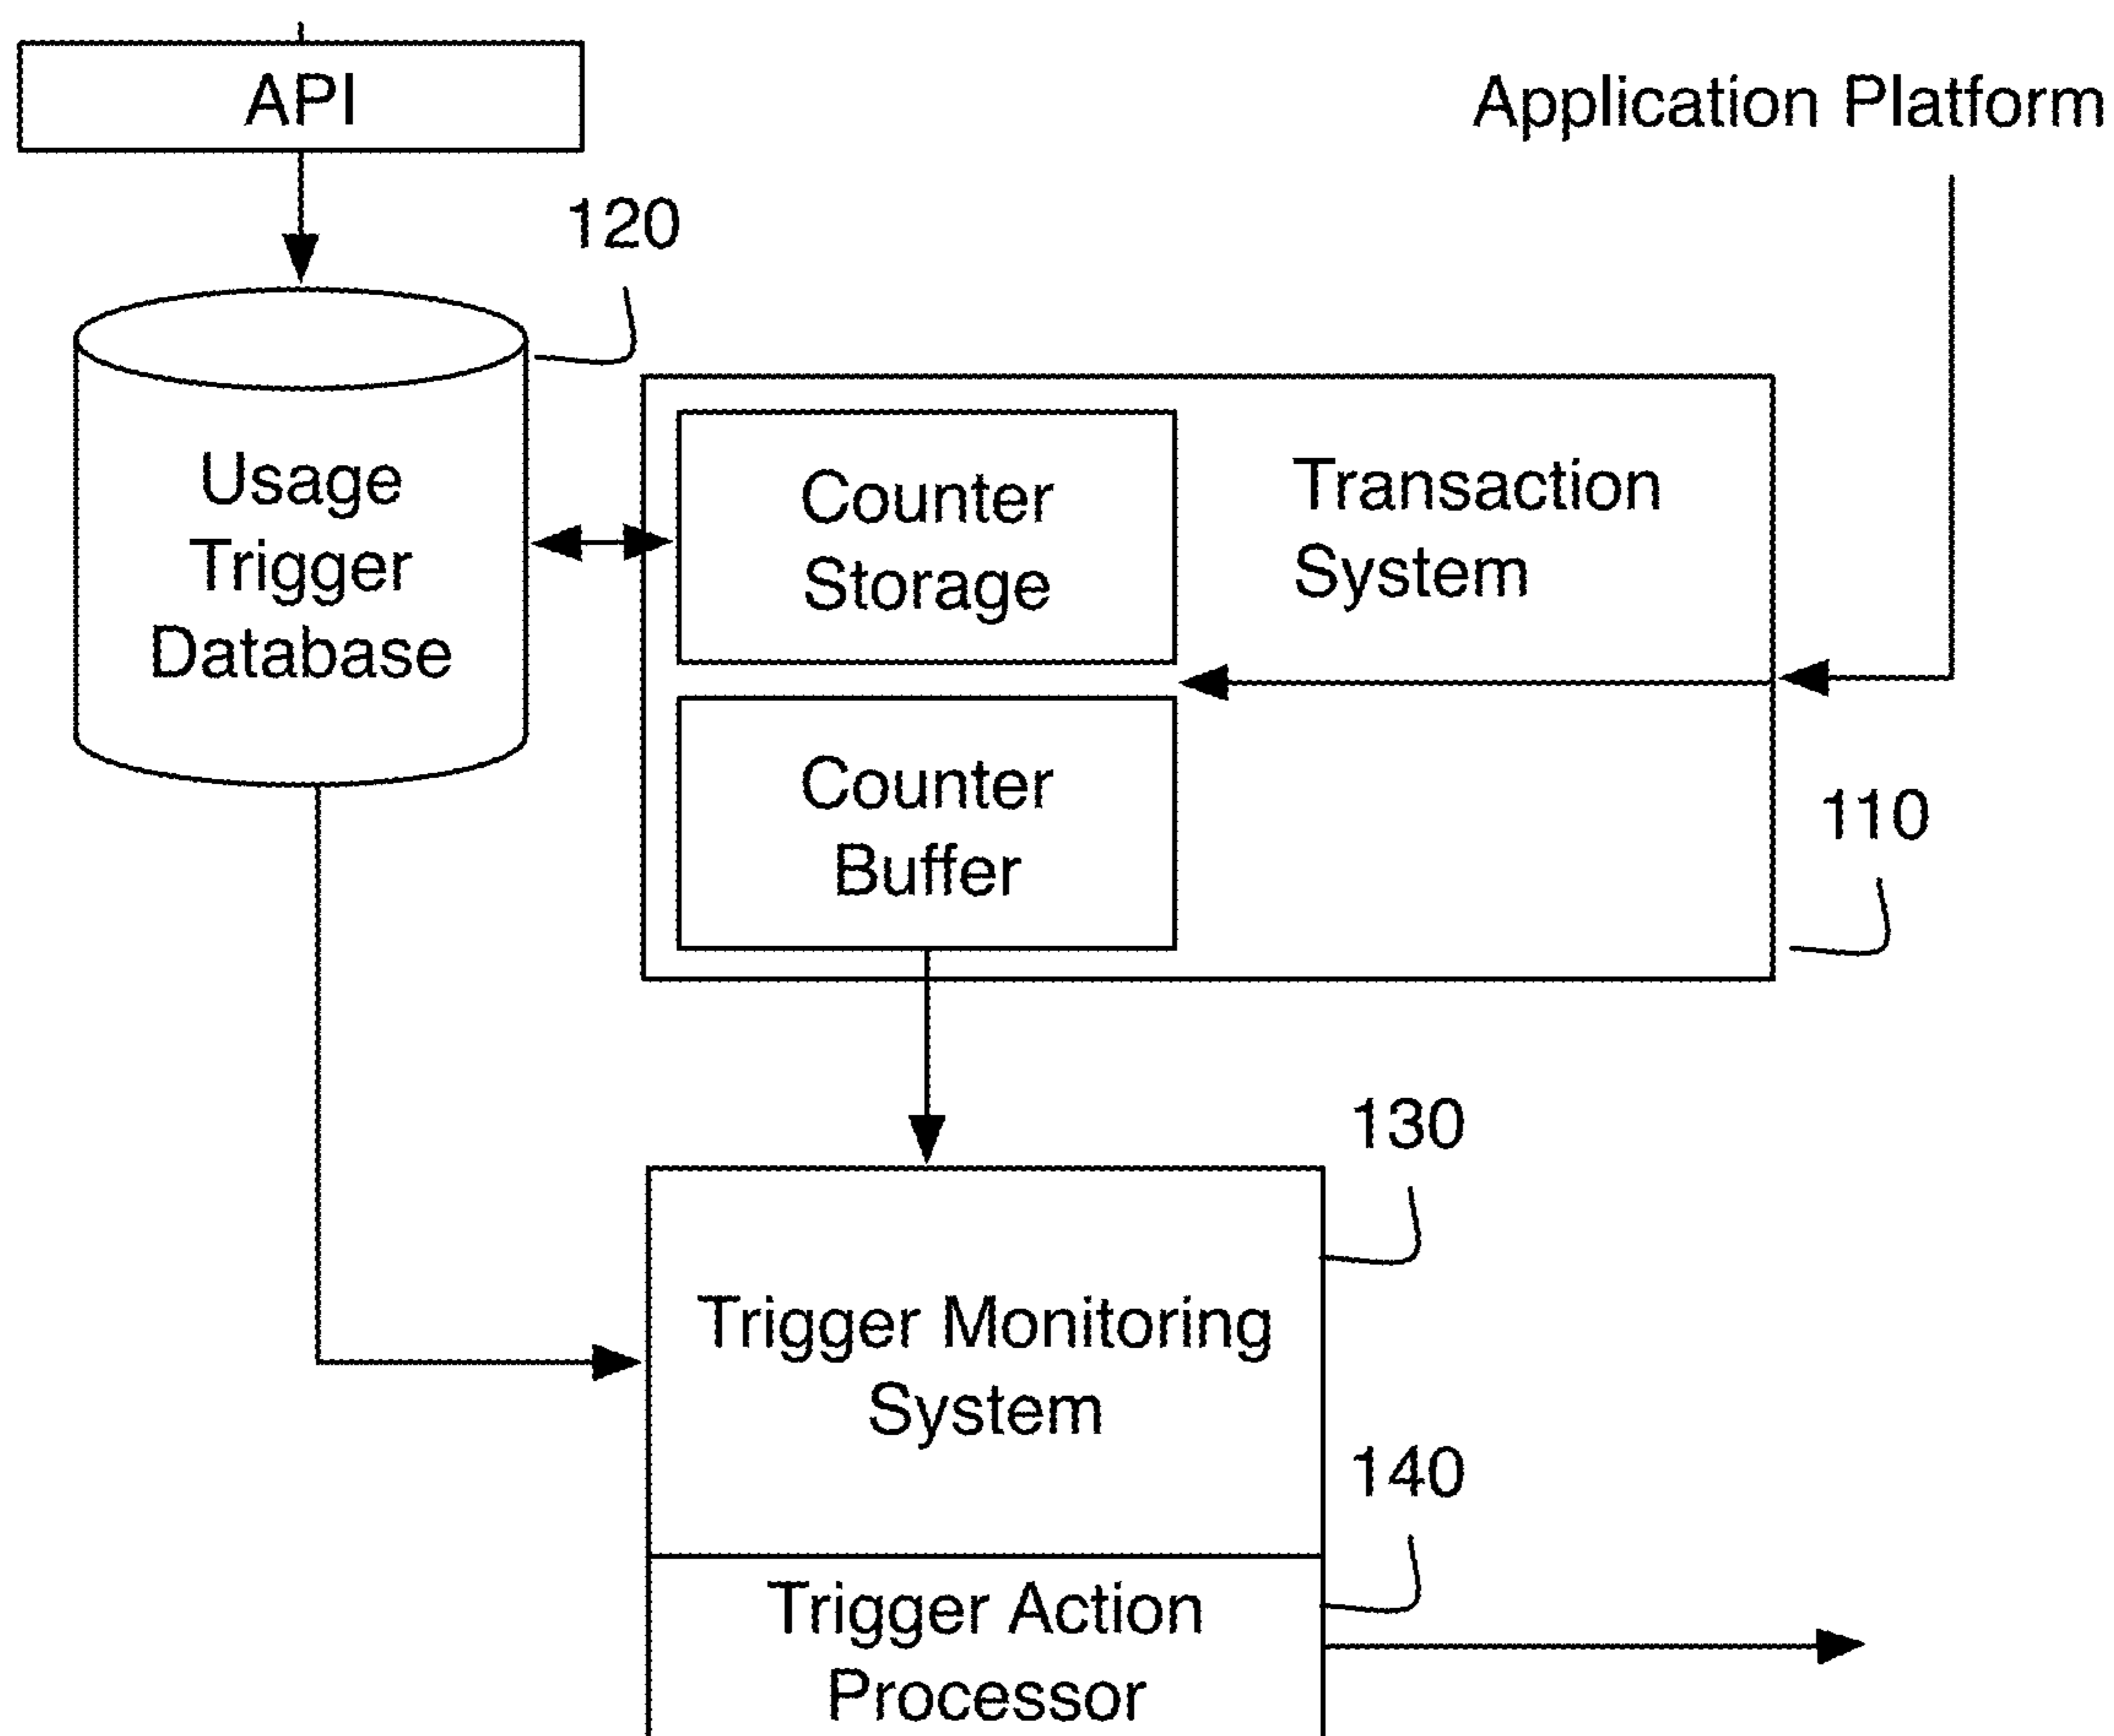 API
Application Platform
120
Usage
Trigger
Database
Counter
Storage
Transaction
System
Counter
Buffer
110
130
Trigger Monitoring
System
140
Trigger Action
Processor